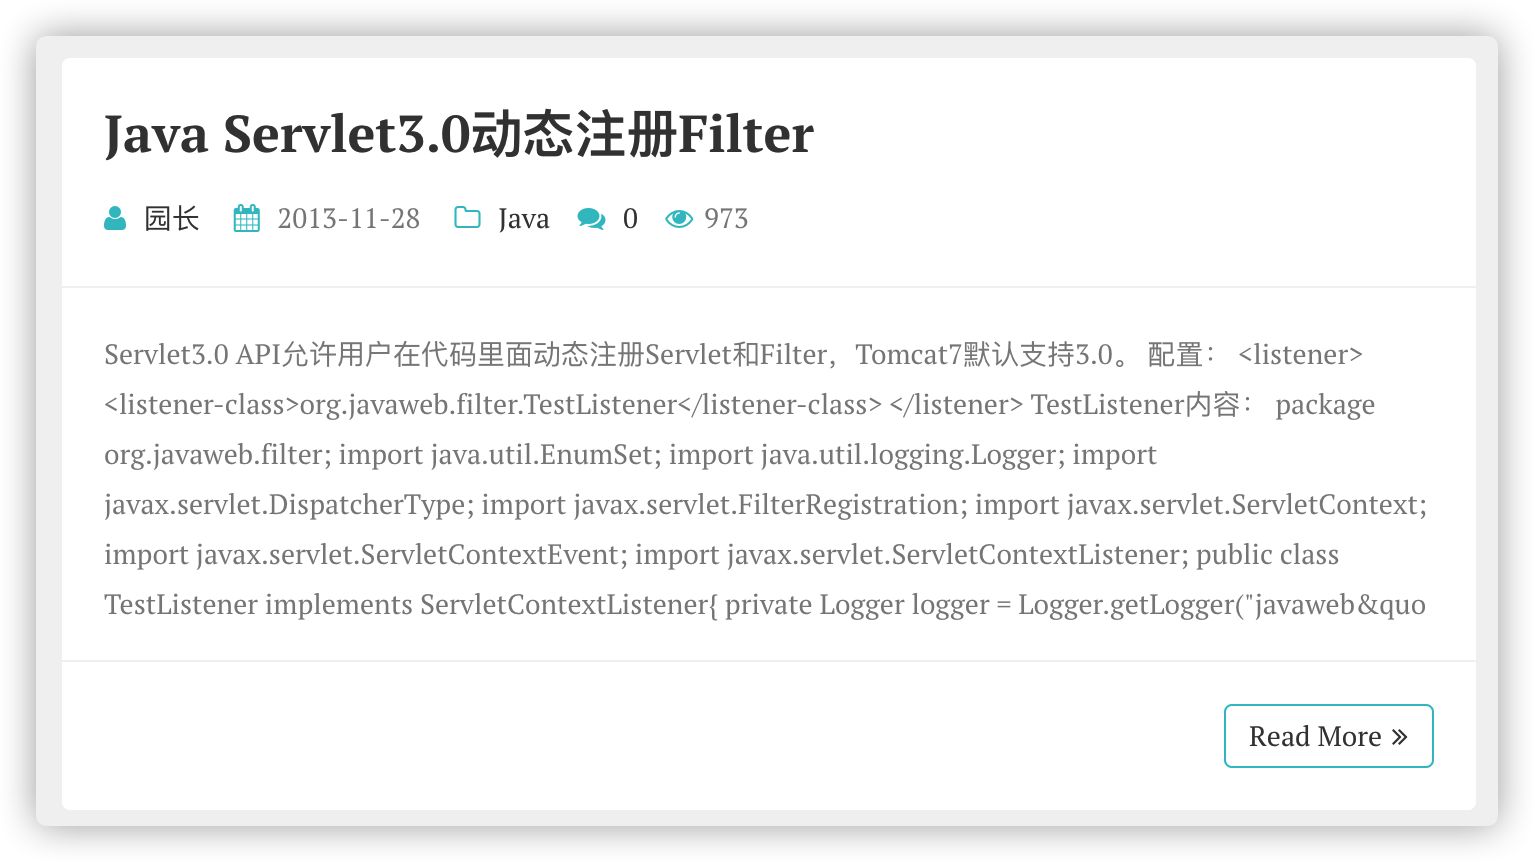 Java Servlet3.0动态注册Filter
园长 2013-11-28 Java 0 973
Servlet3.0 API允许用户在代码里面动态注册Servlet和Filter，Tomcat7默认支持3.0。 配置： <listener>
<listener-class>org.javaweb.filter.TestListener</listener-class> </listener> TestListener内容： package
org.javaweb.filter; import java.util.EnumSet; import java.util.logging.Logger; import
javax.servlet.DispatcherType; import javax.servlet.FilterRegistration; import javax.servlet.ServletContext;
import javax.servlet.ServletContextEvent; import javax.servlet.ServletContextListener; public class
TestListener implements ServletContextListener{ private Logger logger = Logger.getLogger("javaweb&quo
Read More »